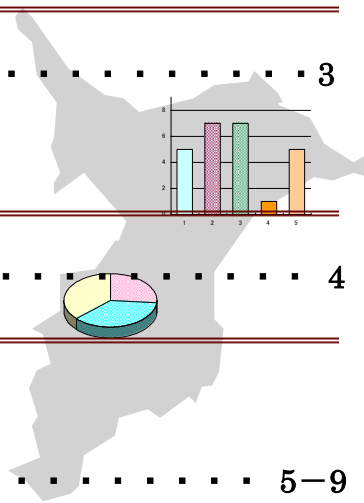 ■ ■ ■ ■ ■ ■ ■ ■ ■ ■ 3
8
6
4
2
0
1 2 3 4 5
■ ■ ■ ■ ■ ■ ■ ■ ■ ■ 4
■ ■ ■ ■ ■ ■ ■ ■ 5－9